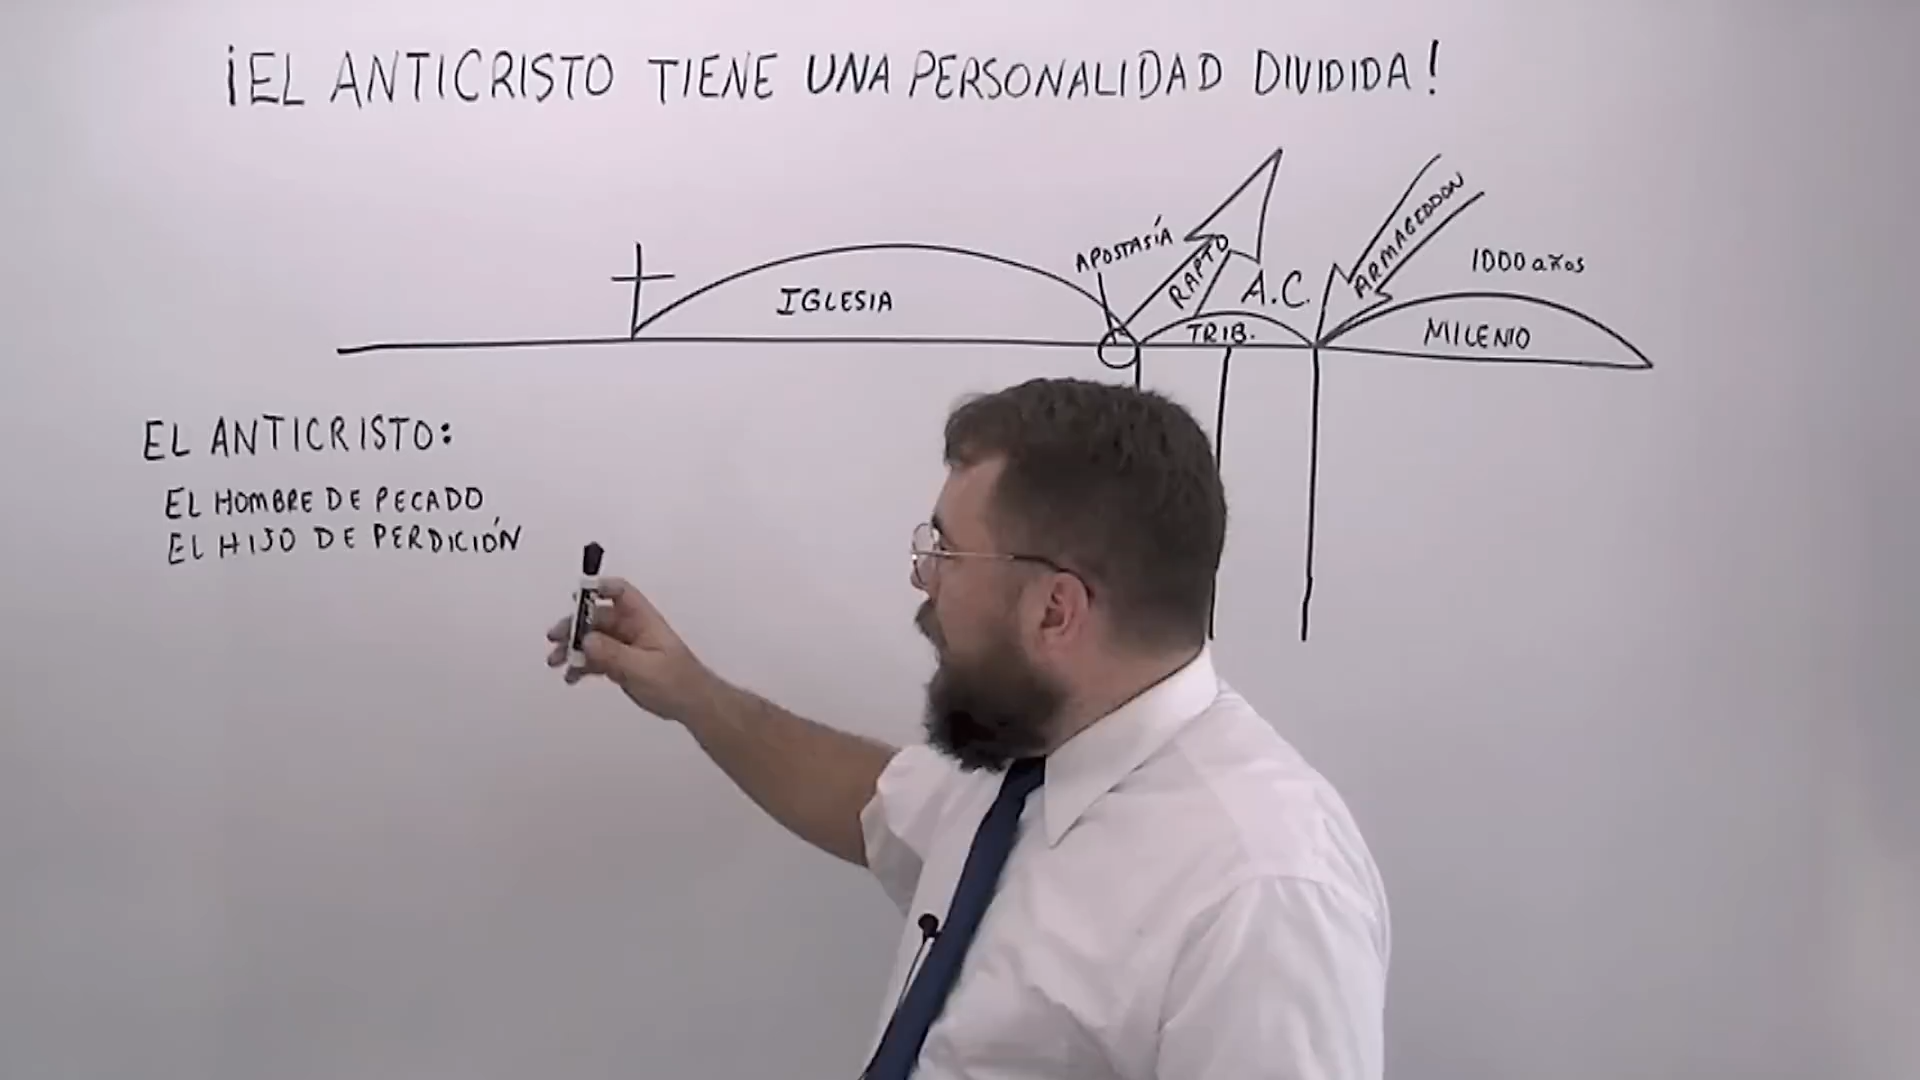 ¡EL ANTICRISTO TIENE UNA PERSONALIDAD DIVIDIDA!
APOSTASÍA
RAPTO
ARMAGEDDON
A.C.
1000 años
IGLESIA
TRIB.
MILENIO
EL ANTICRISTO:
EL HOMBRE DE PECADO
EL HIJO DE PERDICIÓN